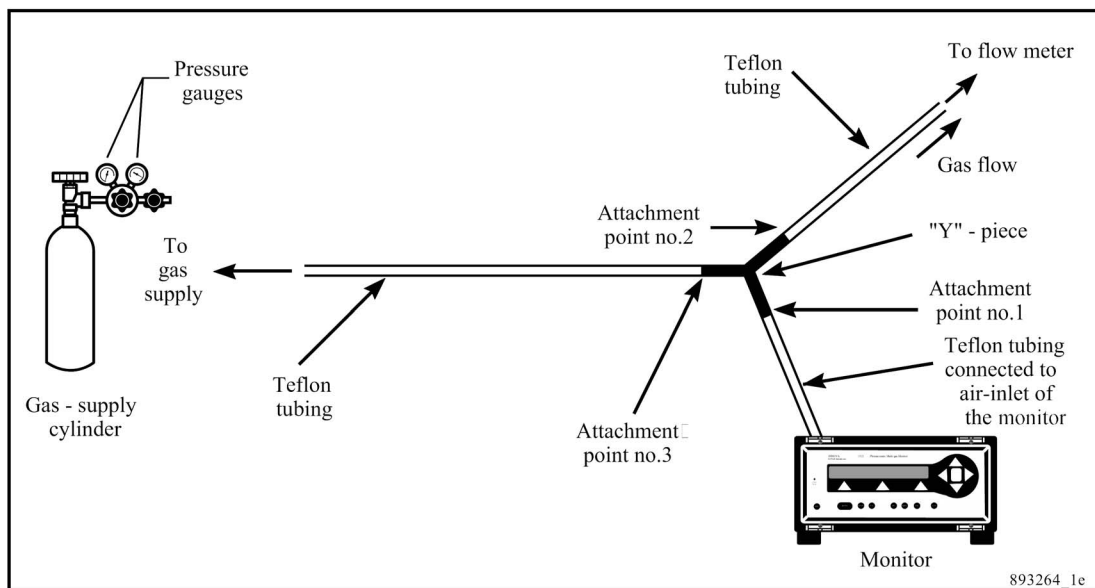 Pressure
gauges
Teflon
tubing
To flow meter
Gas flow
Attachment
point no.2
"Y" - piece
To
gas
supply
Attachment
point no.1
Teflon tubing
connected to
air-inlet of
the monitor
Teflon
tubing
Gas - supply
cylinder
Attachment
point no.3
Monitor
893264_1e